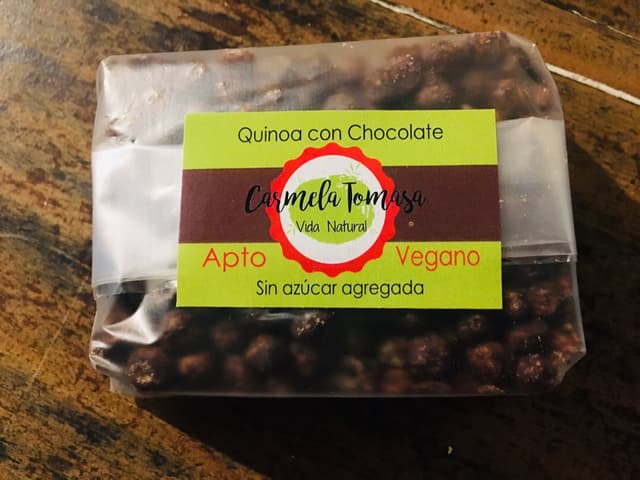 Quinoa con Chocolate
Carmela Tomasa
Vida Natural
Apto Vegano
Sin azúcar agregada